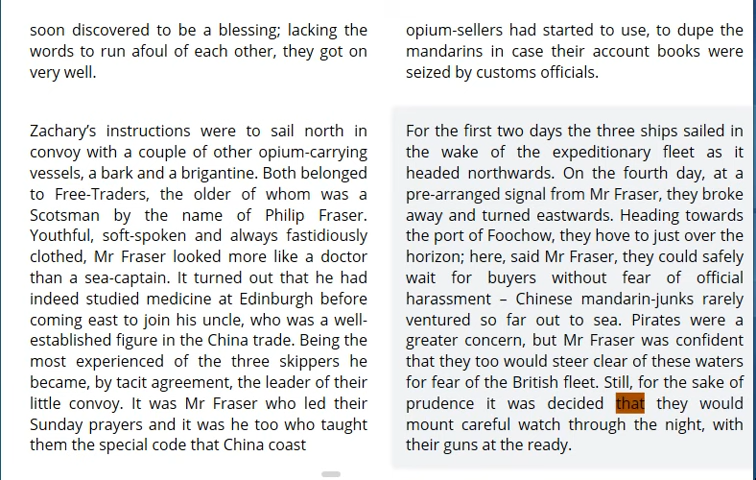 soon discovered to be a blessing; lacking the
words to run afoul of each other, they got on
very well.
Zachary’s instructions were to sail north in
convoy with a couple of other opium-carrying
vessels, a bark and a brigantine. Both belonged
to Free-Traders, the older of whom was a
Scotsman by the name of Philip Fraser.
Youthful, soft-spoken and always fastidiously
clothed, Mr Fraser looked more like a doctor
than a sea-captain. It turned out that he had
indeed studied medicine at Edinburgh before
coming east to join his uncle, who was a well-
established figure in the China trade. Being the
most experienced of the three skippers he
became, by tacit agreement, the leader of their
little convoy. It was Mr Fraser who led their
Sunday prayers and it was he too who taught
them the special code that China coast
opium-sellers had started to use, to dupe the
mandarins in case their account books were
seized by customs officials.
For the first two days the three ships sailed in
the wake of the expeditionary fleet as it
headed northwards. On the fourth day, at a
pre-arranged signal from Mr Fraser, they broke
away and turned eastwards. Heading towards
the port of Foochow, they hove to just over the
horizon; here, said Mr Fraser, they could safely
wait for buyers without fear of official
harassment – Chinese mandarin-junks rarely
ventured so far out to sea. Pirates were a
greater concern, but Mr Fraser was confident
that they too would steer clear of these waters
for fear of the British fleet. Still, for the sake of
prudence it was decided that they would
mount careful watch through the night, with
their guns at the ready.